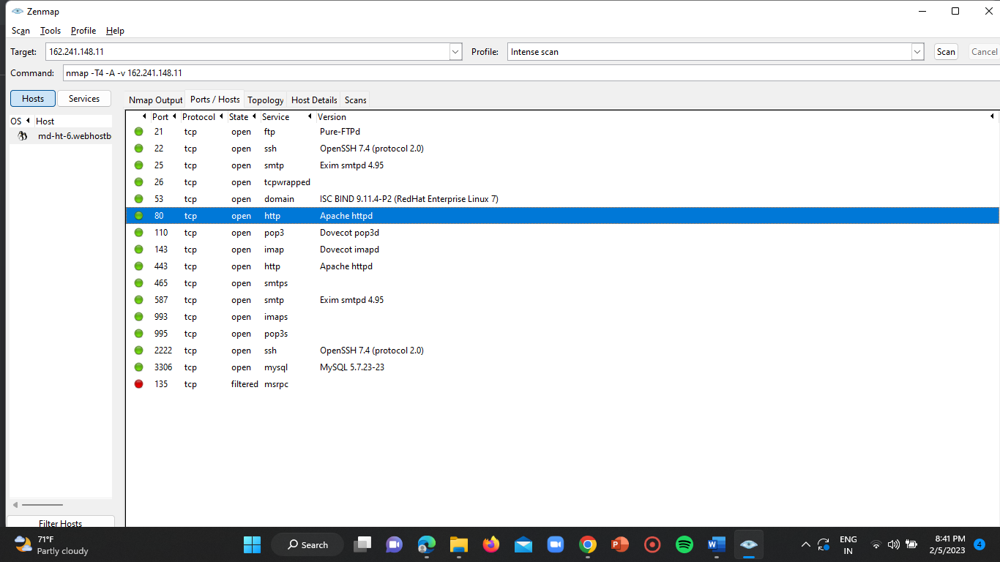 Zenmap
Scan Tools Profile Help
Target: 162.241.148.11 Profile: Intense scan Scan Cancel
Command: nmap -T4 -A -v 162.241.148.11
Hosts Services Nmap Output Ports / Hosts Topology Host Details Scans
OS Host Port Protocol State Service Version
md-ht-6.webhostb
21 tcp open ftp Pure-FTPd
22 tcp open ssh OpenSSH 7.4 (protocol 2.0)
25 tcp open smtp Exim smtpd 4.95
26 tcp open tcpwrapped
53 tcp open domain ISC BIND 9.11.4-P2 (RedHat Enterprise Linux 7)
80 tcp open http Apache httpd
110 tcp open pop3 Dovecot pop3d
143 tcp open imap Dovecot imapd
443 tcp open http Apache httpd
465 tcp open smtps
587 tcp open smtp Exim smtpd 4.95
993 tcp open imaps
995 tcp open pop3s
2222 tcp open ssh OpenSSH 7.4 (protocol 2.0)
3306 tcp open mysql MySQL 5.7.23-23
135 tcp filtered msrpc
Filter Hosts
71°F
Partly cloudy
Search
ENG
IN
8:41 PM
2/5/2023
4